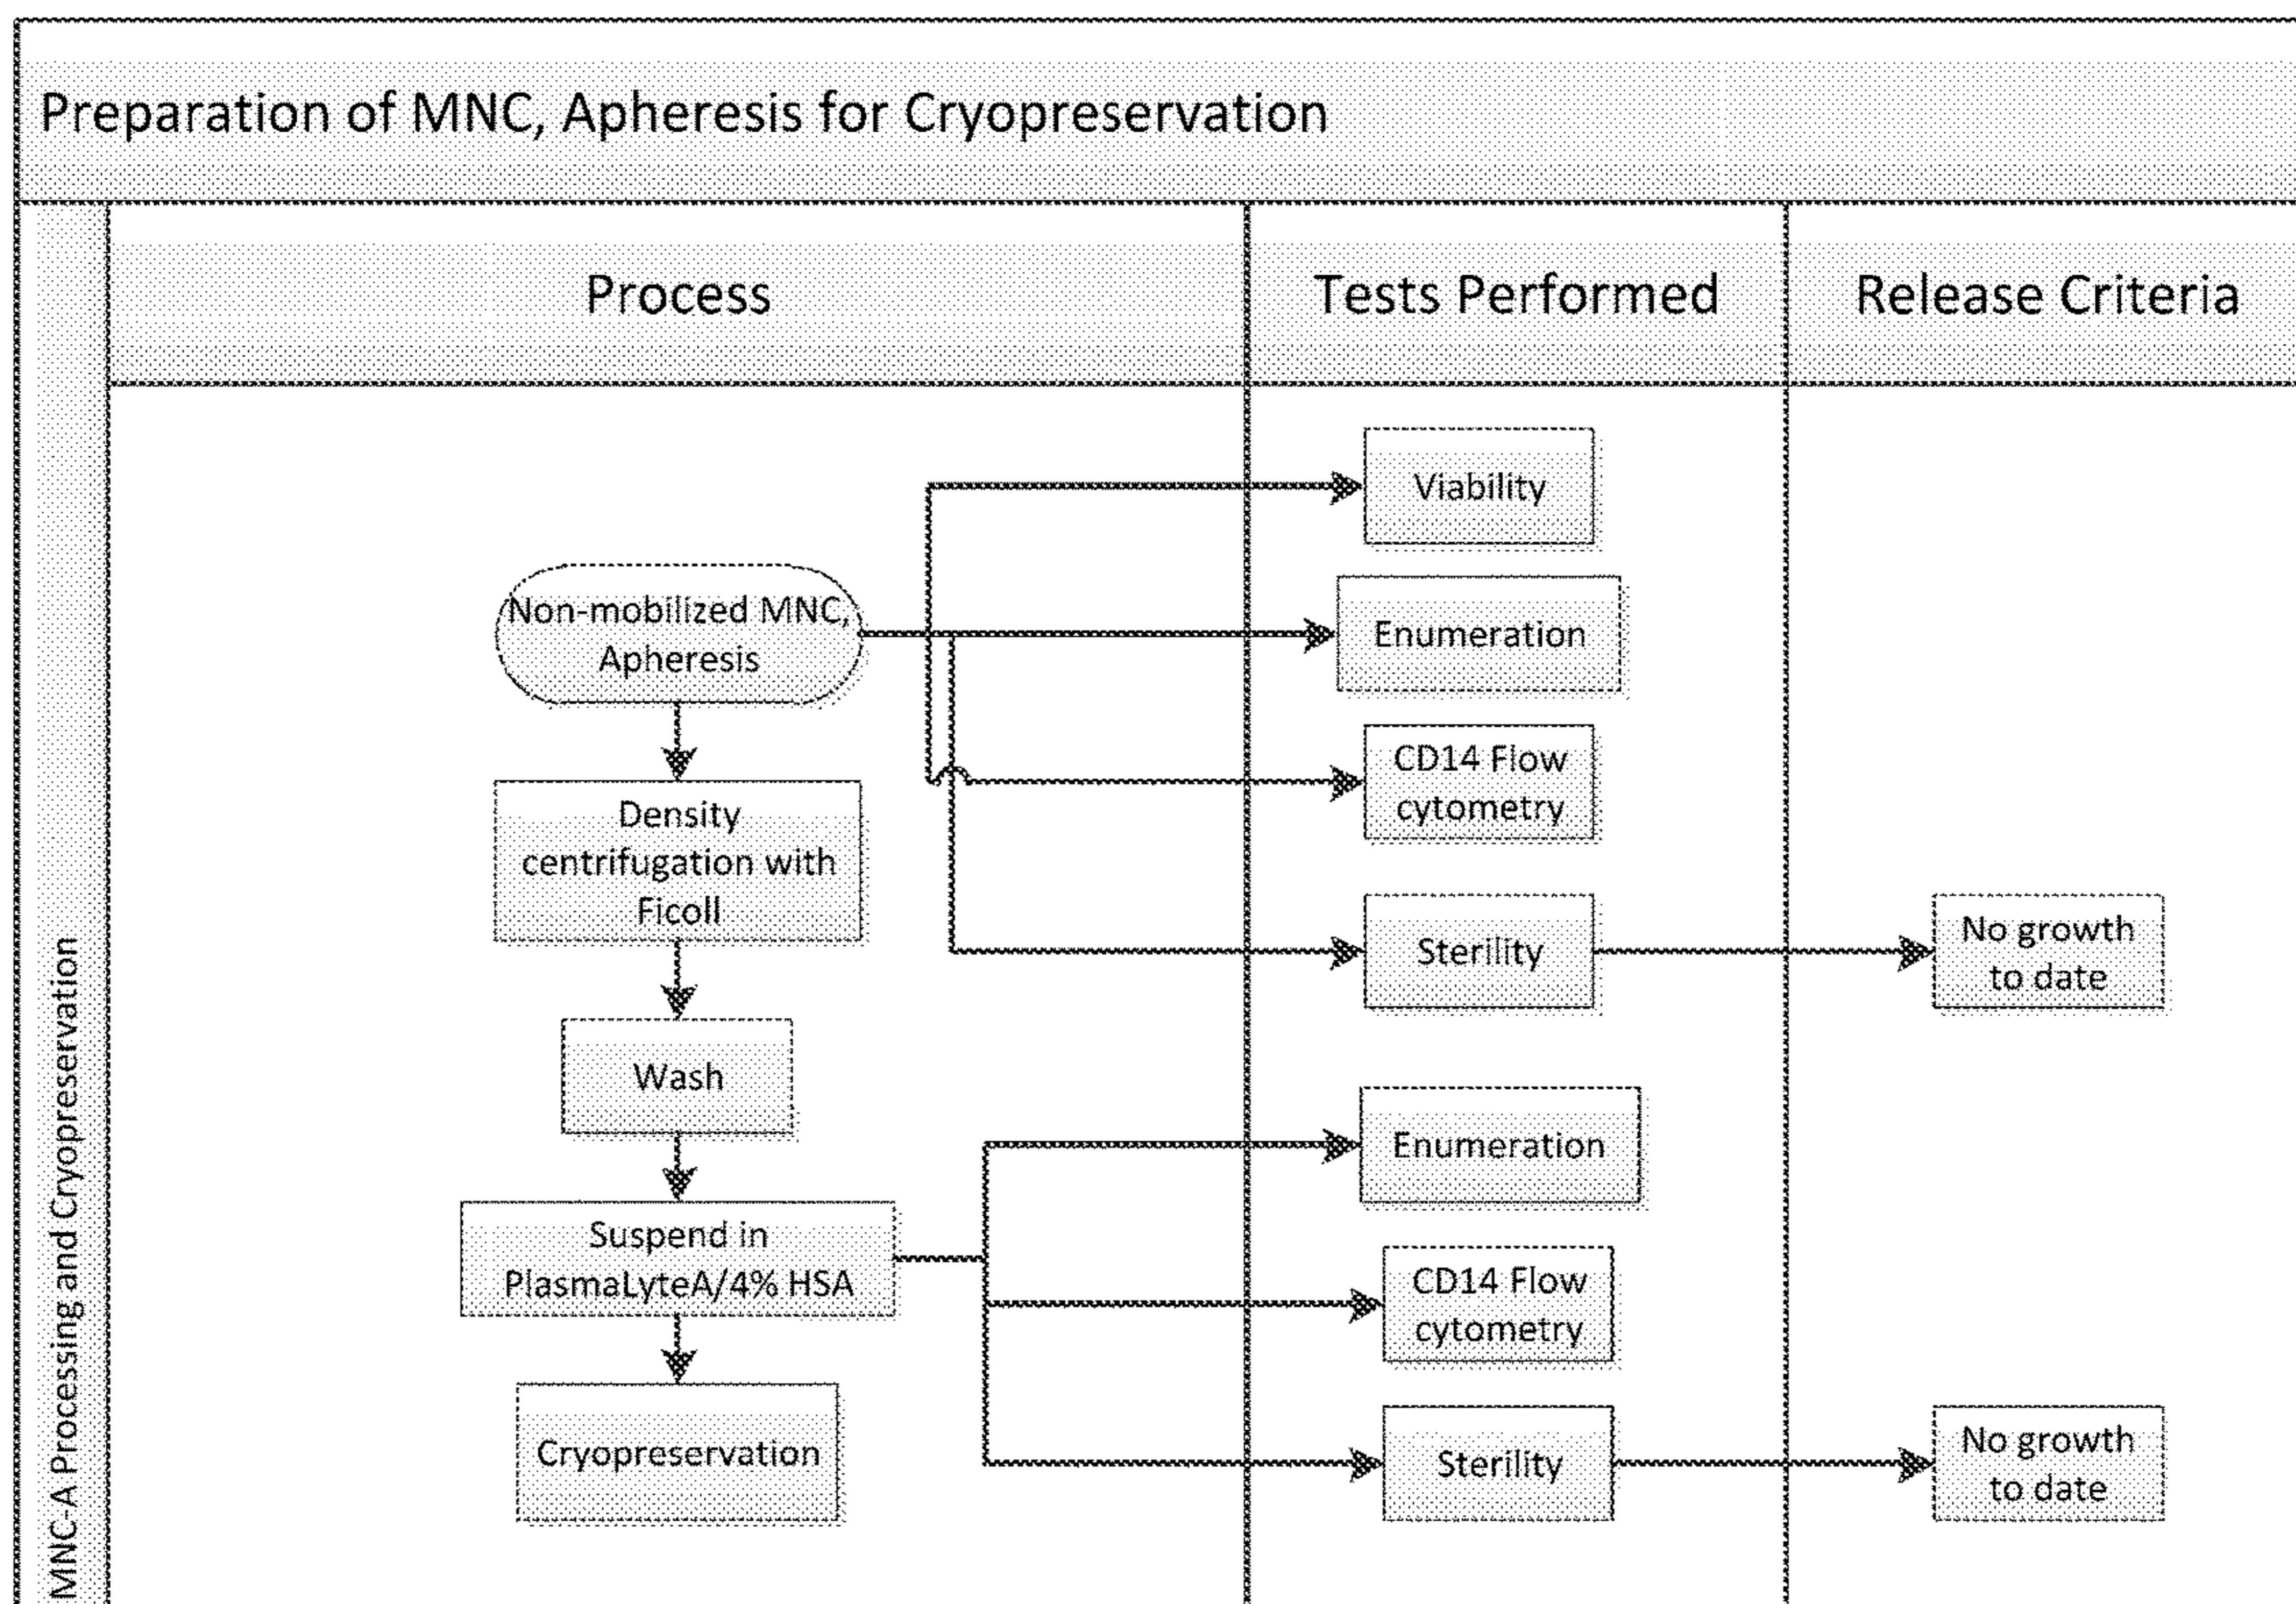 Preparation of MNC, Apheresis for Cryopreservation
Process
Tests Performed
Release Criteria
MNC-A Processing and Cryopreservation
Viability
Non-mobilized MNC,
Apheresis
Enumeration
CD14 Flow
cytometry
Density
centrifugation with
Ficoll
Sterility
No growth
to date
Wash
Enumeration
Suspend in
PlasmaLyteA/4% HSA
CD14 Flow
cytometry
Cryopreservation
Sterility
No growth
to date